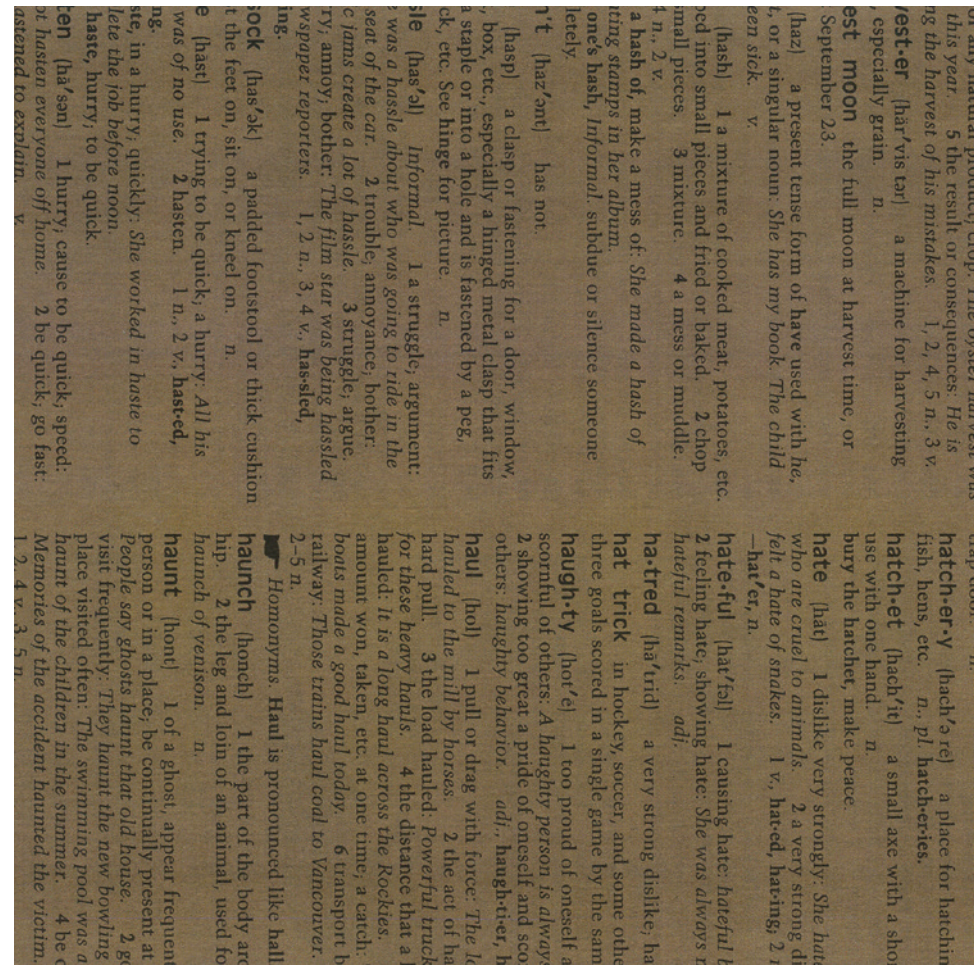 this year. 5 the result or consequences: He is
ng the harvest of his mistakes. 1, 2, 4, 5 n., 3 v.
vest·er (här′vis tər) a machine for harvesting
, especially grain. n.
est moon the full moon at harvest time, or
September 23.
(haz) a present tense form of have used with he,
t, or a singular noun: She has my book. The child
een sick. v.
(hash) 1 a mixture of cooked meat, potatoes, etc.
ped into small pieces and fried or baked. 2 chop
small pieces. 3 mixture. 4 a mess or muddle.
4 n., 2 v.
a hash of, make a mess of: She made a hash of
ting stamps in her album.
one's hash, Informal. subdue or silence someone
letely.
n't (haz′ənt) has not.
(hasp) a clasp or fastening for a door, window,
, box, etc., especially a hinged metal clasp that fits
a staple or into a hole and is fastened by a peg,
ck, etc. See hinge for picture. n.
sle (has′əl) Informal. 1 a struggle; argument:
e was a hassle about who was going to ride in the
seat of the car. 2 trouble; annoyance; bother:
c jams create a lot of hassle. 3 struggle; argue.
ry; annoy; bother: The film star was being hassled
wspaper reporters. 1, 2 n., 3, 4 v., has·sled,
ing.
sock (has′ək) a padded footstool or thick cushion
t the feet on, sit on, or kneel on. n.
e (hāst) 1 trying to be quick; a hurry: All his
was of no use. 2 hasten. 1 n., 2 v., hast·ed,
ng.
ste, in a hurry; quickly: She worked in haste to
lete the job before noon.
haste, hurry; to be quick.
ten (hā′sən) 1 hurry; cause to be quick; speed:
ot hasten everyone off home. 2 be quick; go fast:
astened to explain. v.
hatch·er·y (hach′ə rē) a place for hatchin
fish, hens, etc. n., pl. hatch·er·ies.
hatch·et (hach′it) a small axe with a shor
use with one hand. n.
bury the hatchet, make peace.
hate (hāt) 1 dislike very strongly: She hate
who are cruel to animals. 2 a very strong di
felt a hate of snakes. 1 v., hat·ed, hat·ing; 2 n
—hat′er, n.
hate·ful (hāt′fəl) 1 causing hate: hateful b
2 feeling hate; showing hate: She was always n
hateful remarks. adj.
ha·tred (hā′trid) a very strong dislike; ha
hat trick in hockey, soccer, and some othe
three goals scored in a single game by the sam
haugh·ty (hot′ē) 1 too proud of oneself a
scornful of others: A haughty person is always
2 showing too great a pride of oneself and sco
others: haughty behavior. adj., haugh·ti·er, h
haul (hol) 1 pull or drag with force: The lo
hauled to the mill by horses. 2 the act of ha
hard pull. 3 the load hauled: Powerful truck
for these heavy hauls. 4 the distance that a l
hauled: It is a long haul across the Rockies.
amount won, taken, etc. at one time; a catch:
boats made a good haul today. 6 transport b
railway: Those trains haul coal to Vancouver.
2–5 n.
Homonyms. Haul is pronounced like hall
haunch (honch) 1 the part of the body aro
hip. 2 the leg and loin of an animal, used fo
haunch of venison. n.
haunt (hont) 1 of a ghost, appear frequent
person or in a place; be continually present at
People say ghosts haunt that old house. 2 go
visit frequently: They haunt the new bowling
place visited often: The swimming pool was a
haunt of the children in the summer. 4 be o
Memories of the accident haunted the victim.
1, 2, 4 v., 3, 5 n.